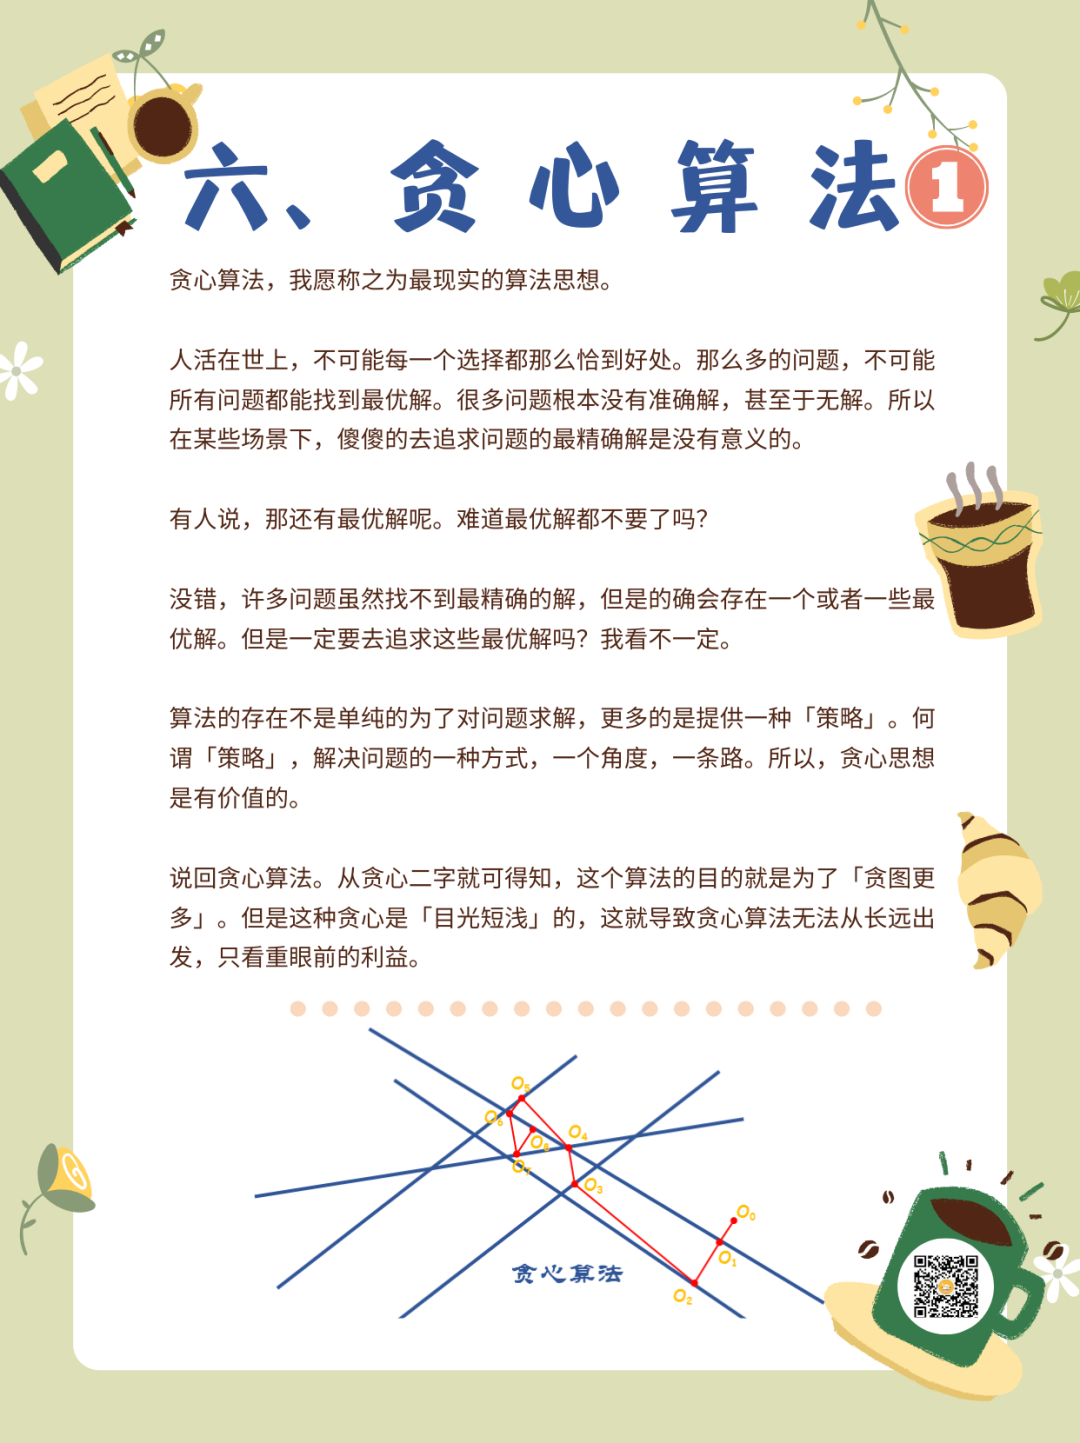 六、贪心算法1
贪心算法，我愿称之为最现实的算法思想。
人活在世上，不可能每一个选择都那么恰到好处。那么多的问题，不可能
所有问题都能找到最优解。很多问题根本没有准确解，甚至于无解。所以
在某些场景下，傻傻的去追求问题的最精确解是没有意义的。
有人说，那还有最优解呢。难道最优解都不要了吗？
没错，许多问题虽然找不到最精确的解，但是的确会存在一个或者一些最
优解。但是一定要去追求这些最优解吗？我看不一定。
算法的存在不是单纯的为了对问题求解，更多的是提供一种「策略」。何
谓「策略」，解决问题的一种方式，一个角度，一条路。所以，贪心思想
是有价值的。
说回贪心算法。从贪心二字就可得知，这个算法的目的就是为了「贪图更
多」。但是这种贪心是「目光短浅」的，这就导致贪心算法无法从长远出
发，只看重眼前的利益。
O₅
O₆
O₄
O₈
O₇
O₃
O₀
O₁
贪心算法
O₂